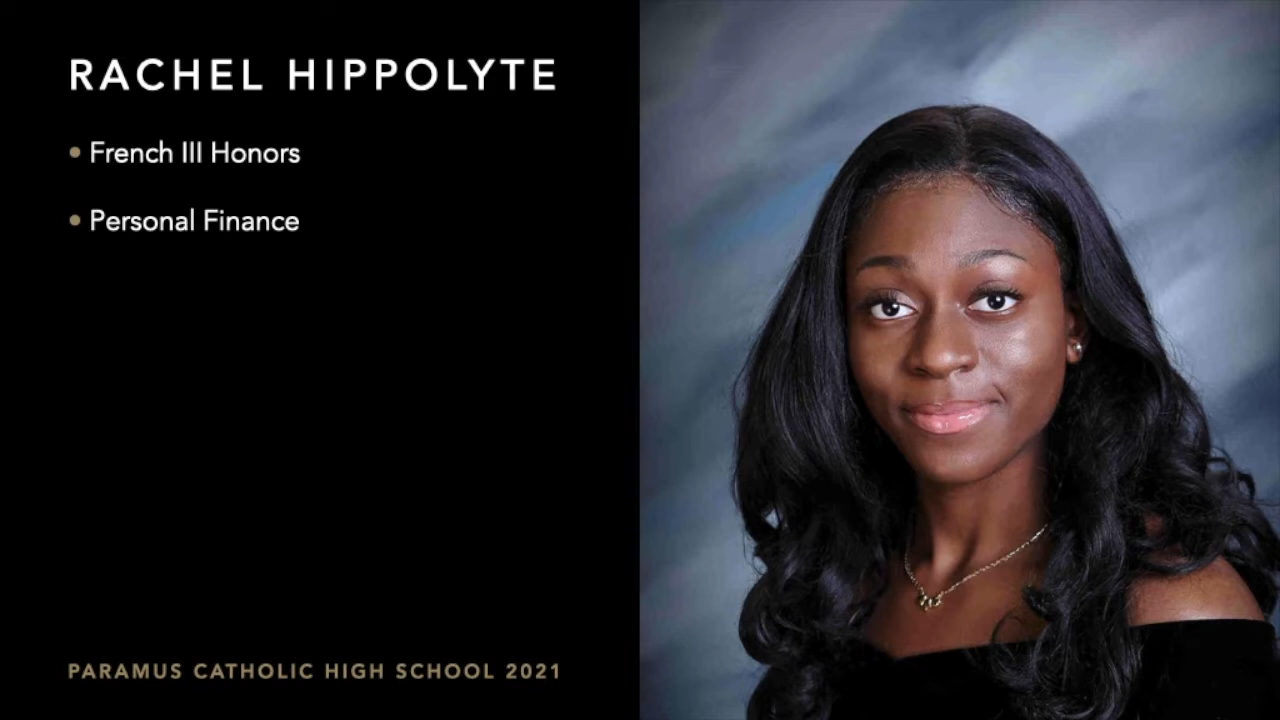 RACHEL HIPPOLYTE
• French III Honors
• Personal Finance
PARAMUS CATHOLIC HIGH SCHOOL 2021